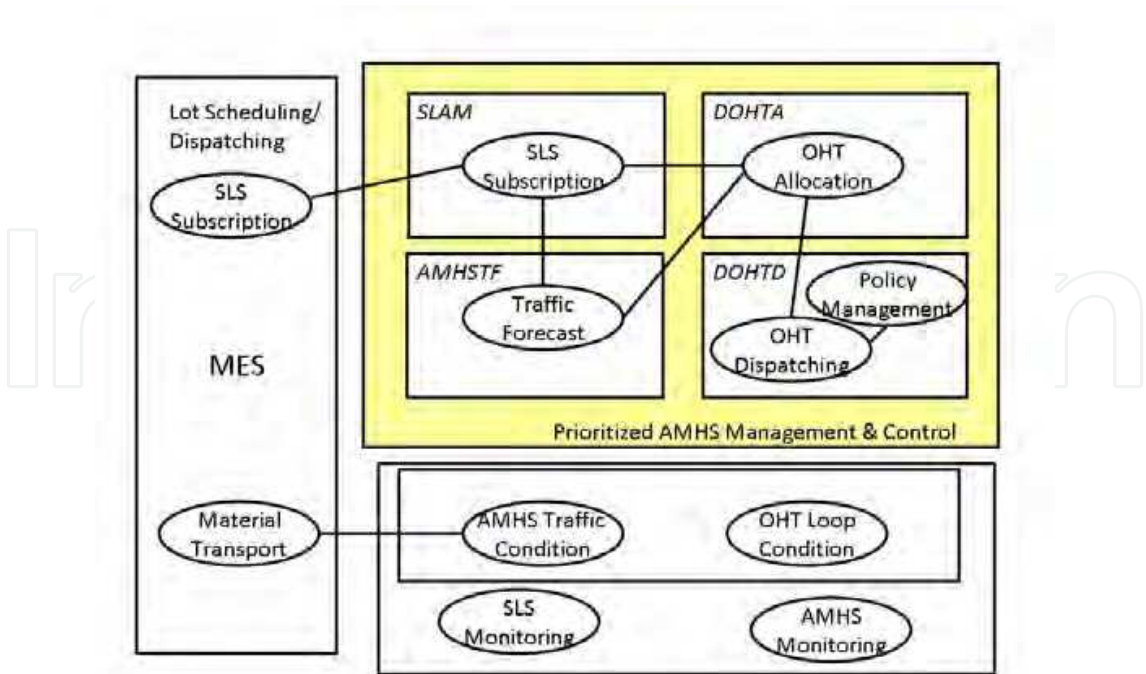 Lot Scheduling/
Dispatching
SLS
Subscription
MES
Material
Transport
SLAM
SLS
Subscription
DOHTA
OHT
Allocation
AMHSTF
Traffic
Forecast
DOHTD
Policy
Management
OHT
Dispatching
Prioritized AMHS Management & Control
AMHS Traffic
Condition
OHT Loop
Condition
SLS
Monitoring
AMHS
Monitoring